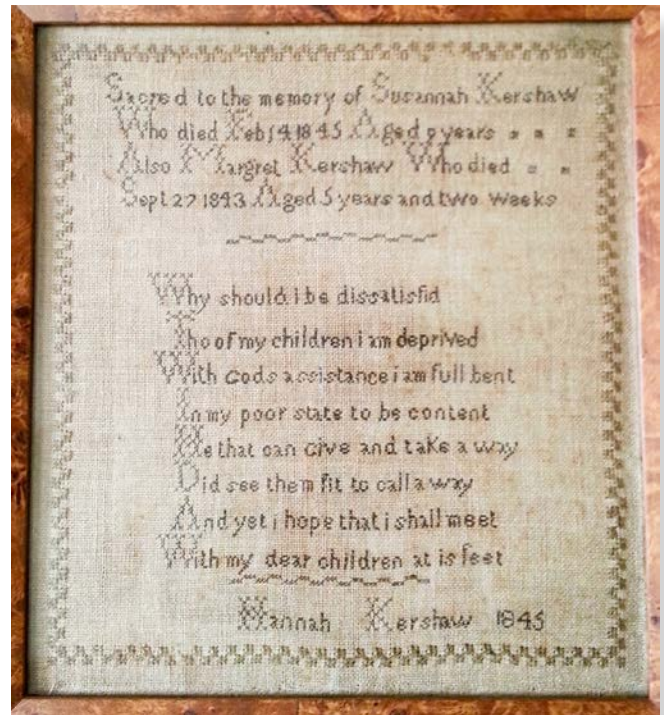 Sacred to the memory of Susannah Kershaw
Who died Feb 14 1845 Aged 9 years
Also Margret Kershaw Who died
Sept 27 1843 Aged 5 years and two weeks
Why should i be dissatisfid
Tho of my children i am deprived
With Gods assistance i am full bent
In my poor state to be content
He that can Give and take a way
Did see them fit to call a way
And yet i hope that i shall meet
With my dear children at is feet
Hannah Kershaw 1845